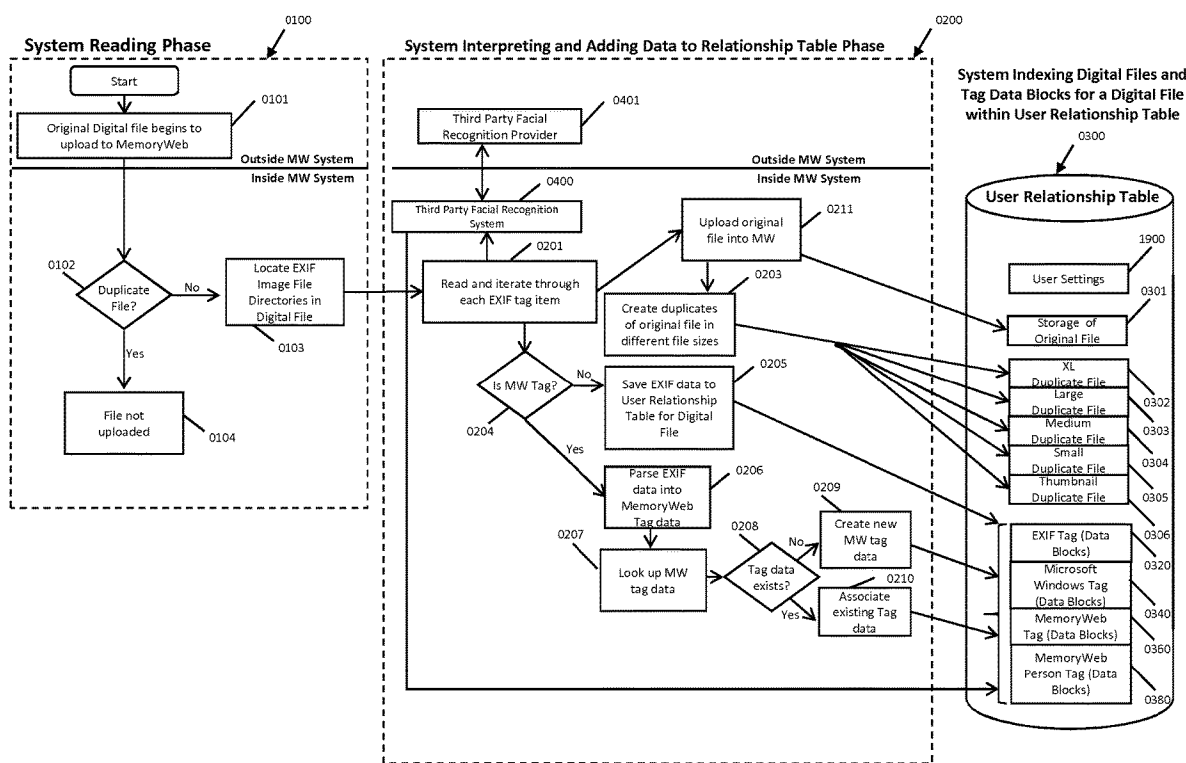 0100
System Reading Phase
Start
0101
Original Digital file begins to
upload to MemoryWeb
Outside MW System
Inside MW System
0102
Duplicate
File?
No
Locate EXIF
Image File
Directories in
Digital File
0103
Yes
File not
uploaded
0104
0200
System Interpreting and Adding Data to Relationship Table Phase
0401
Third Party Facial
Recognition Provider
Outside MW System
Inside MW System
0400
Third Party Facial Recognition
System
0201
Read and iterate through
each EXIF tag item
Upload original
file into MW
0211
0203
Create duplicates
of original file in
different file sizes
Is MW Tag?
0204
No
Save EXIF data to
User Relationship
Table for Digital
File
0205
Yes
Parse EXIF
data into
MemoryWeb
Tag data
0206
0207
Look up MW
tag data
0208
Tag data
exists?
No
0209
Create new
MW tag
data
Yes
0210
Associate
existing Tag
data
System Indexing Digital Files and
Tag Data Blocks for a Digital File
within User Relationship Table
0300
User Relationship Table
1900
User Settings
0301
Storage of
Original File
XL
Duplicate File
0302
Large
Duplicate File
0303
Medium
Duplicate File
0304
Small
Duplicate File
0305
Thumbnail
Duplicate File
0306
EXIF Tag (Data
Blocks)
0320
Microsoft
Windows Tag
(Data Blocks)
0340
MemoryWeb
Tag (Data Blocks)
0360
MemoryWeb
Person Tag (Data
Blocks)
0380